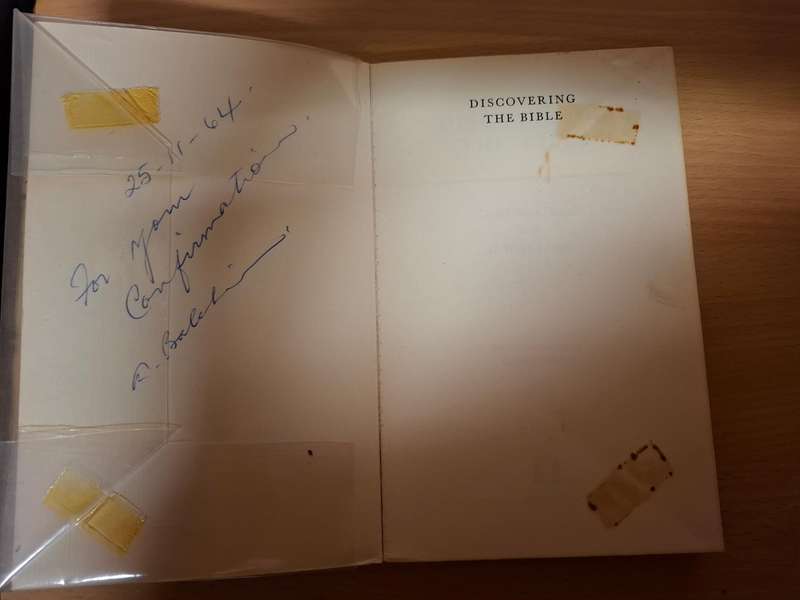 25-11-64.
For your
Confirmation.
DISCOVERING
THE BIBLE